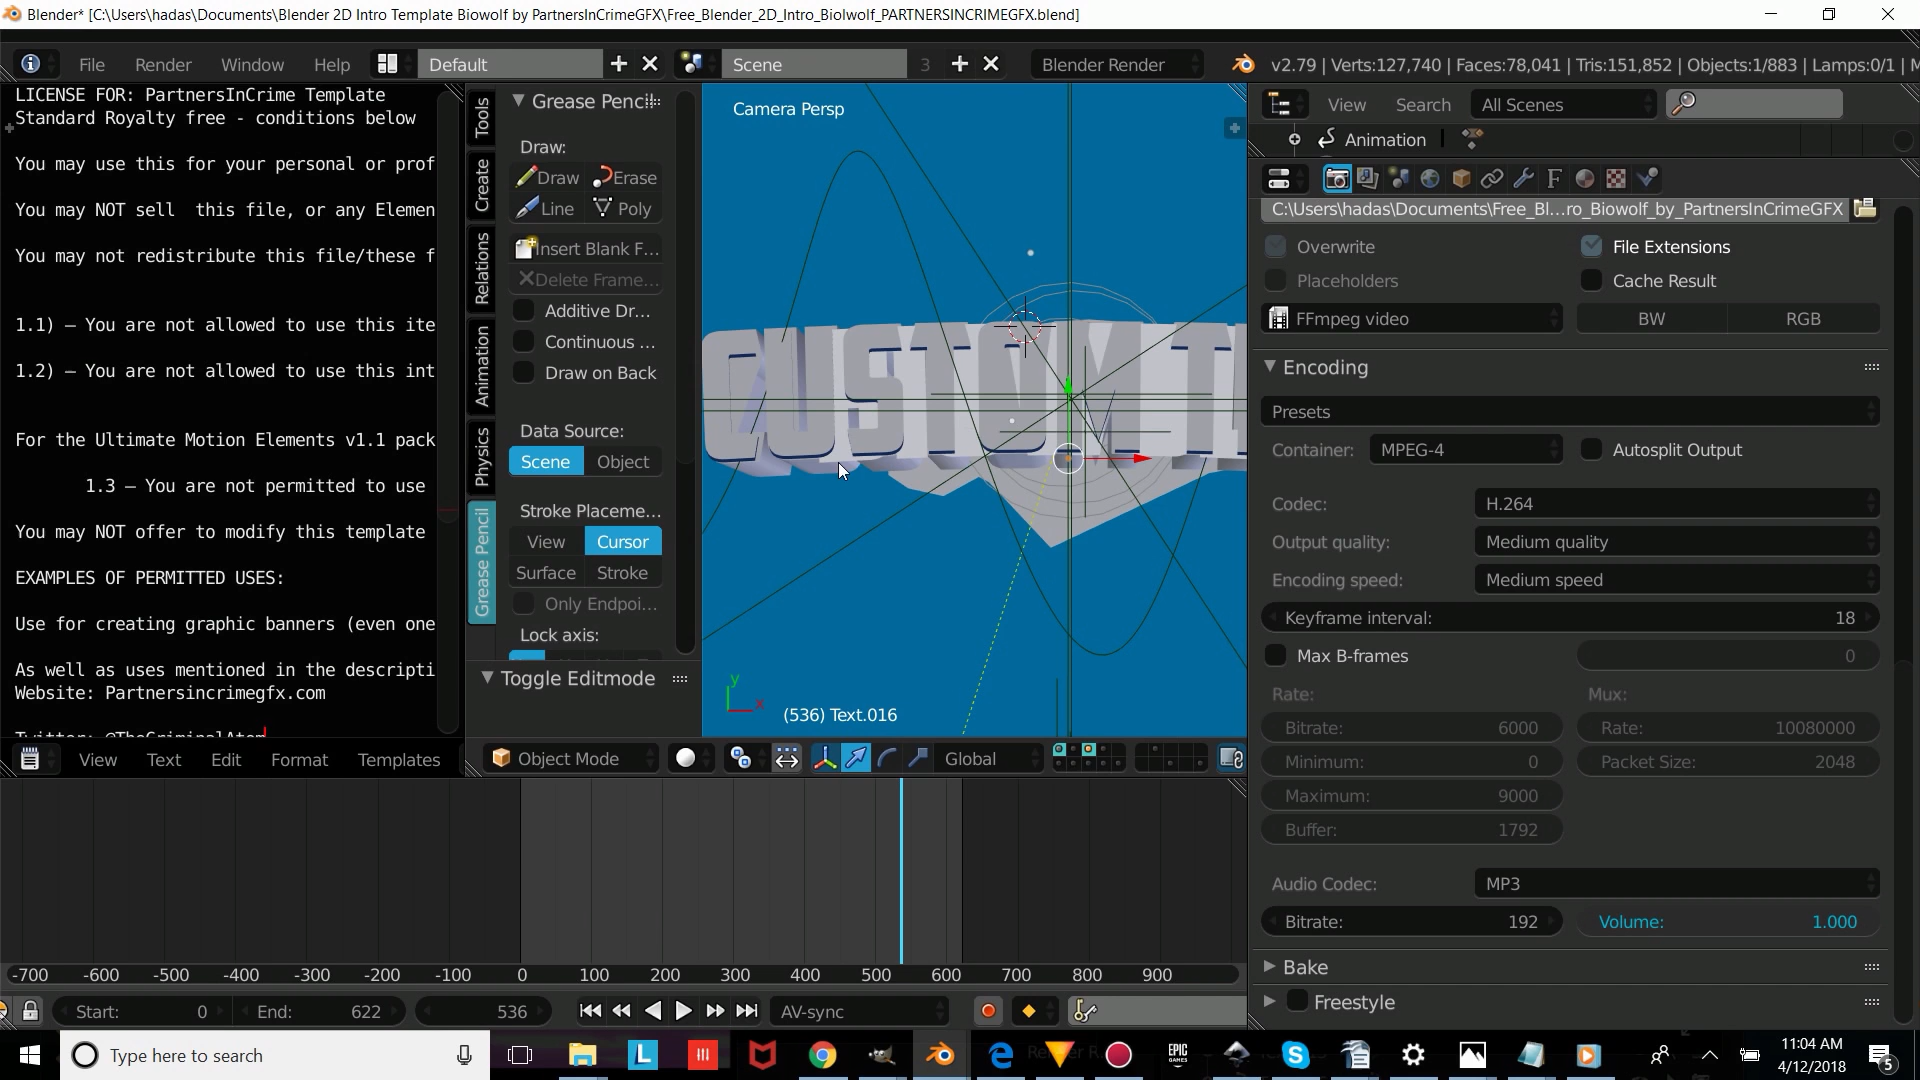 Blender* [C:\Users\hadas\Documents\Blender 2D Intro Template Biowolf by PartnersInCrimeGFX\Free_Blender_2D_Intro_Biolwolf_PARTNERSINCRIMEGFX.blend]
File Render Window Help Default Scene 3 Blender Render v2.79 | Verts:127,740 | Faces:78,041 | Tris:151,852 | Objects:1/883 | Lamps:0/1 | M
LICENSE FOR: PartnersInCrime Template
Standard Royalty free - conditions below
You may use this for your personal or prof
You may NOT sell  this file, or any Elemen
You may not redistribute this file/these f
1.1) – You are not allowed to use this ite
1.2) – You are not allowed to use this int
For the Ultimate Motion Elements v1.1 pack
1.3 – You are not permitted to use
You may NOT offer to modify this template
EXAMPLES OF PERMITTED USES:
Use for creating graphic banners (even one
As well as uses mentioned in the descripti
Website: Partnersincrimegfx.com
Twitter: @TheCriminalAtom
View Text Edit Format Templates
Tools
Create
Relations
Animation
Physics
Grease Pencil
Grease Pencil
Draw:
Draw Erase
Line Poly
Insert Blank F...
Delete Frame...
Additive Dr...
Continuous ...
Draw on Back
Data Source:
Scene Object
Stroke Placeme...
View Cursor
Surface Stroke
Only Endpoi...
Lock axis:
Toggle Editmode
Camera Persp
CUSTOM
y
x
(536) Text.016
Object Mode Global
View Search All Scenes
Animation
C:\Users\hadas\Documents\Free_Bl...ro_Biowolf_by_PartnersInCrimeGFX
Overwrite File Extensions
Placeholders Cache Result
FFmpeg video BW RGB
Encoding
Presets
Container: MPEG-4 Autosplit Output
Codec: H.264
Output quality: Medium quality
Encoding speed: Medium speed
Keyframe interval: 18
Max B-frames 0
Rate: Mux:
Bitrate: 6000 Rate: 10080000
Minimum: 0 Packet Size: 2048
Maximum: 9000
Buffer: 1792
Audio Codec: MP3
Bitrate: 192 Volume: 1.000
Bake
Freestyle
-700 -600 -500 -400 -300 -200 -100 0 100 200 300 400 500 600 700 800 900
Start: 0 End: 622 536 AV-sync
Type here to search
EPIC GAMES
11:04 AM
4/12/2018
5